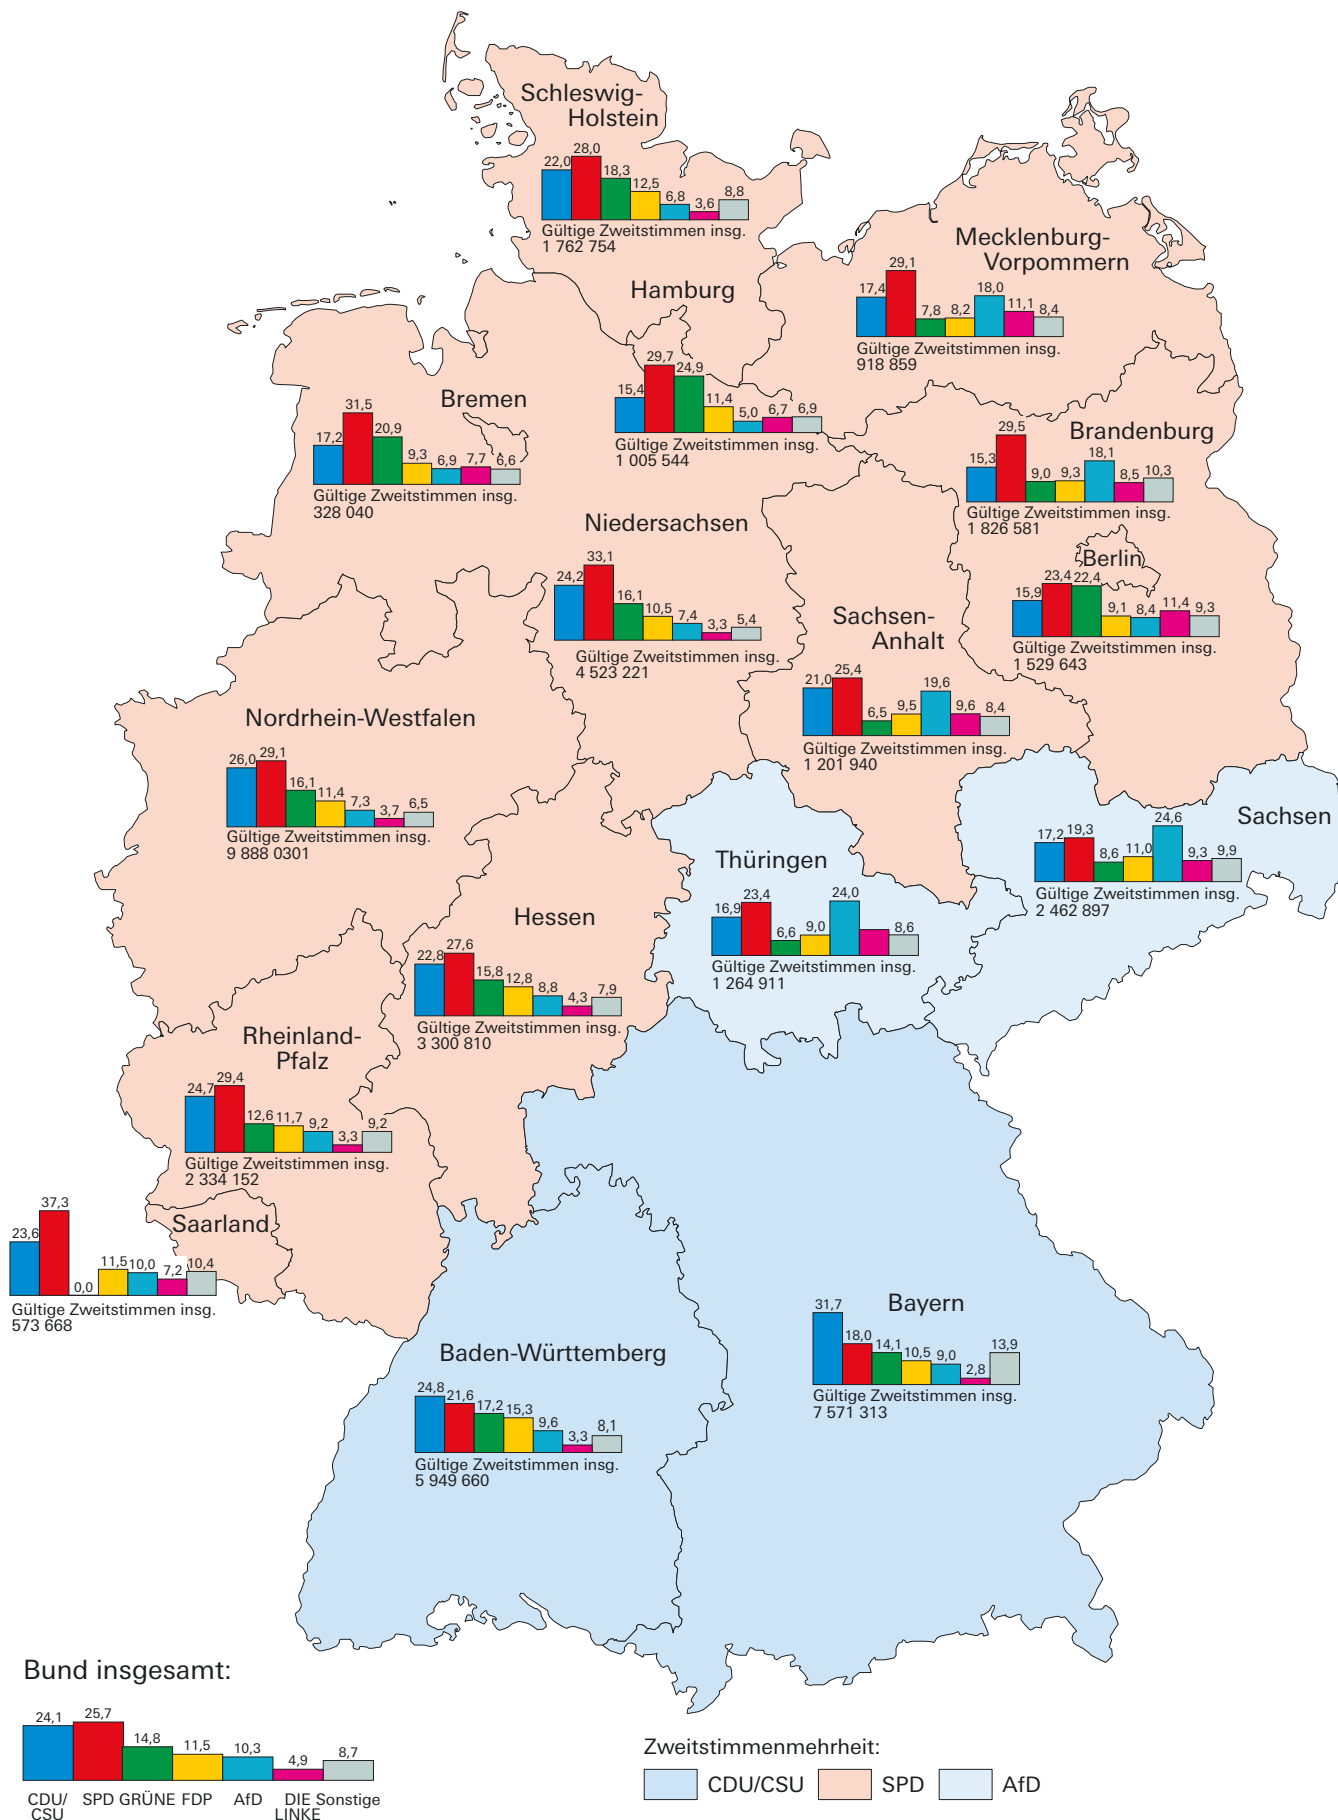 Schleswig-
Holstein
22,0 28,0 18,3 12,5 6,8 3,6 8,8
Gültige Zweitstimmen insg.
1 762 754
Mecklenburg-
Vorpommern
17,4 29,1 7,8 8,2 18,0 11,1 8,4
Gültige Zweitstimmen insg.
918 859
Hamburg
15,4 29,7 24,9 11,4 5,0 6,7 6,9
Gültige Zweitstimmen insg.
1 005 544
Bremen
17,2 31,5 20,9 9,3 6,9 7,7 6,6
Gültige Zweitstimmen insg.
328 040
Brandenburg
15,3 29,5 9,0 9,3 18,1 8,5 10,3
Gültige Zweitstimmen insg.
1 826 581
Niedersachsen
24,2 33,1 16,1 10,5 7,4 3,3 5,4
Gültige Zweitstimmen insg.
4 523 221
Berlin
15,9 23,4 22,4 9,1 8,4 11,4 9,3
Gültige Zweitstimmen insg.
1 529 643
Sachsen-
Anhalt
21,0 25,4 6,5 9,5 19,6 9,6 8,4
Gültige Zweitstimmen insg.
1 201 940
Nordrhein-Westfalen
26,0 29,1 16,1 11,4 7,3 3,7 6,5
Gültige Zweitstimmen insg.
9 888 0301
Sachsen
17,2 19,3 8,6 11,0 24,6 9,3 9,9
Gültige Zweitstimmen insg.
2 462 897
Thüringen
16,9 23,4 6,6 9,0 24,0 8,6
Gültige Zweitstimmen insg.
1 264 911
Hessen
22,8 27,6 15,8 12,8 8,8 4,3 7,9
Gültige Zweitstimmen insg.
3 300 810
Rheinland-
Pfalz
24,7 29,4 12,6 11,7 9,2 3,3 9,2
Gültige Zweitstimmen insg.
2 334 152
Saarland
23,6 37,3 0,0 11,5 10,0 7,2 10,4
Gültige Zweitstimmen insg.
573 668
Bayern
31,7 18,0 14,1 10,5 9,0 2,8 13,9
Gültige Zweitstimmen insg.
7 571 313
Baden-Württemberg
24,8 21,6 17,2 15,3 9,6 3,3 8,1
Gültige Zweitstimmen insg.
5 949 660
Bund insgesamt:
24,1 25,7 14,8 11,5 10,3 4,9 8,7
CDU/ SPD GRÜNE FDP AfD DIE Sonstige
CSU LINKE
Zweitstimmenmehrheit:
CDU/CSU SPD AfD